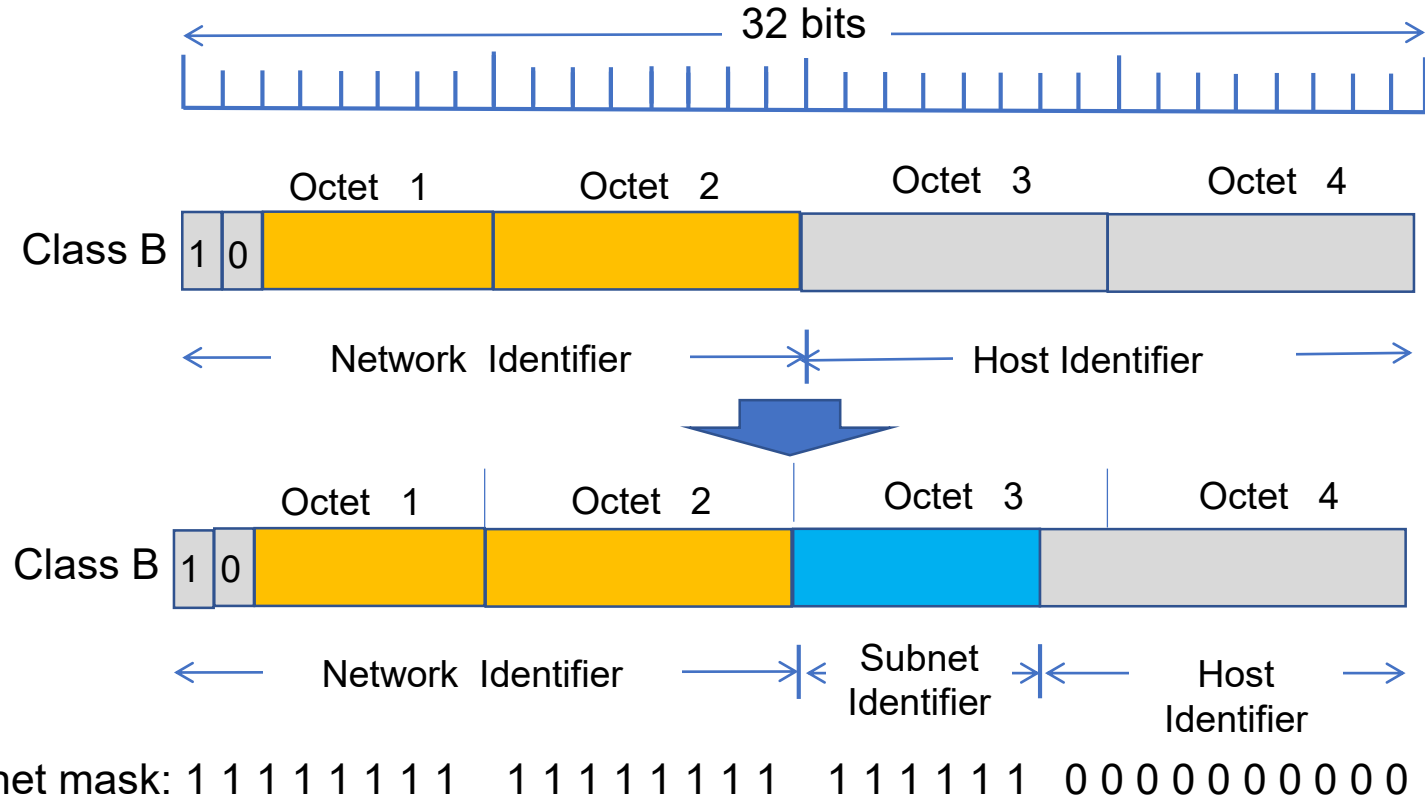 32 bits
Octet 1 Octet 2 Octet 3 Octet 4
Class B 1 0
Network Identifier Host Identifier
Octet 1 Octet 2 Octet 3 Octet 4
Class B 1 0
Network Identifier Subnet Identifier Host Identifier
net mask: 1 1 1 1 1 1 1 1 1 1 1 1 1 1 1 1 1 1 1 1 1 1 0 0 0 0 0 0 0 0 0 0